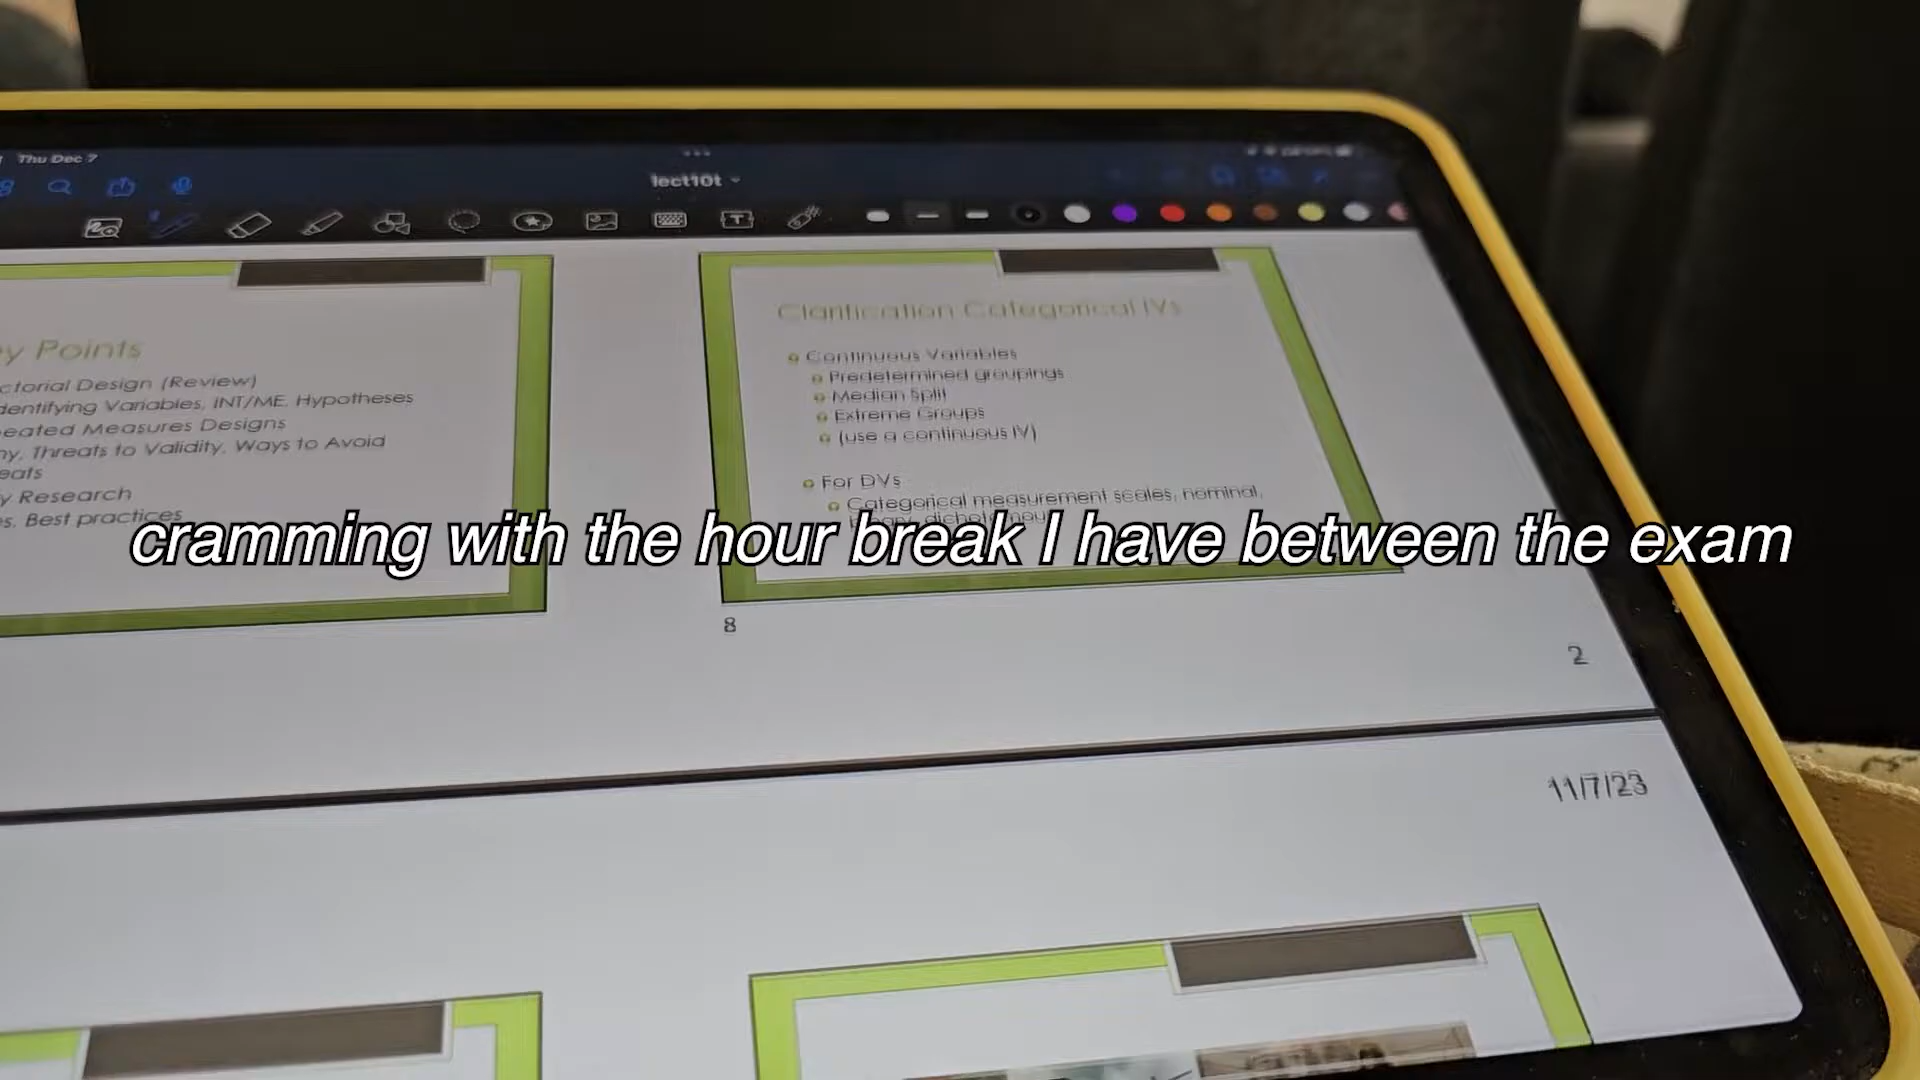 Thu Dec 7
lect10t
y Points
ctorial Design (Review)
dentifying Variables, INT/ME, Hypotheses
eated Measures Designs
ny, Threats to Validity, Ways to Avoid
eats
y Research
es, Best practices
Clarification Categorical IVs
Continuous Variables
Predetermined groupings
Median Split
Extreme Groups
(use a continuous IV)
For DVs
Categorical measurement scales, nominal,
binary, dichotomous
cramming with the hour break I have between the exam
8
2
11/7/23